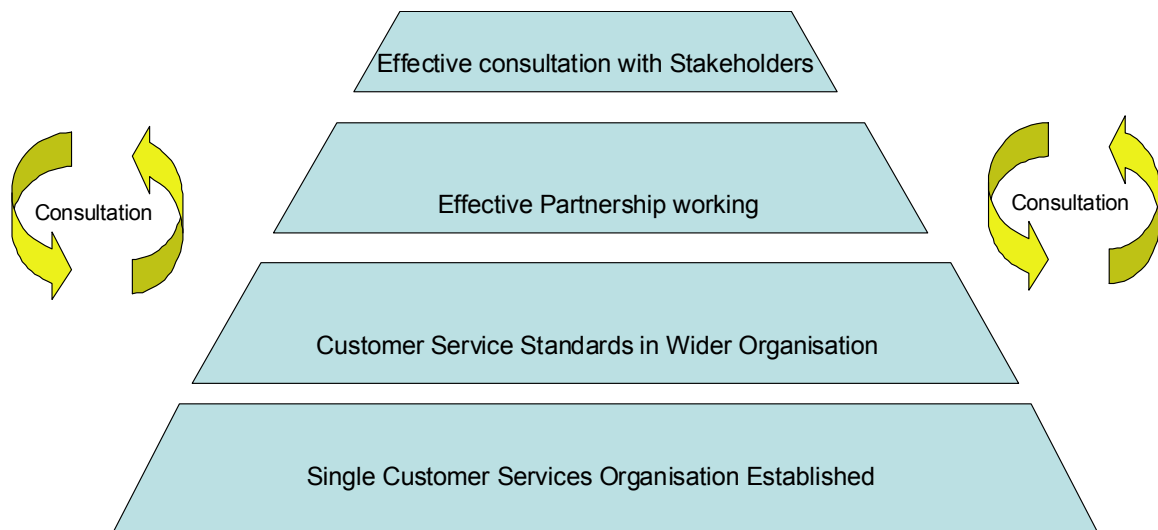 Effective consultation with Stakeholders
Consultation
Effective Partnership working
Consultation
Customer Service Standards in Wider Organisation
Single Customer Services Organisation Established